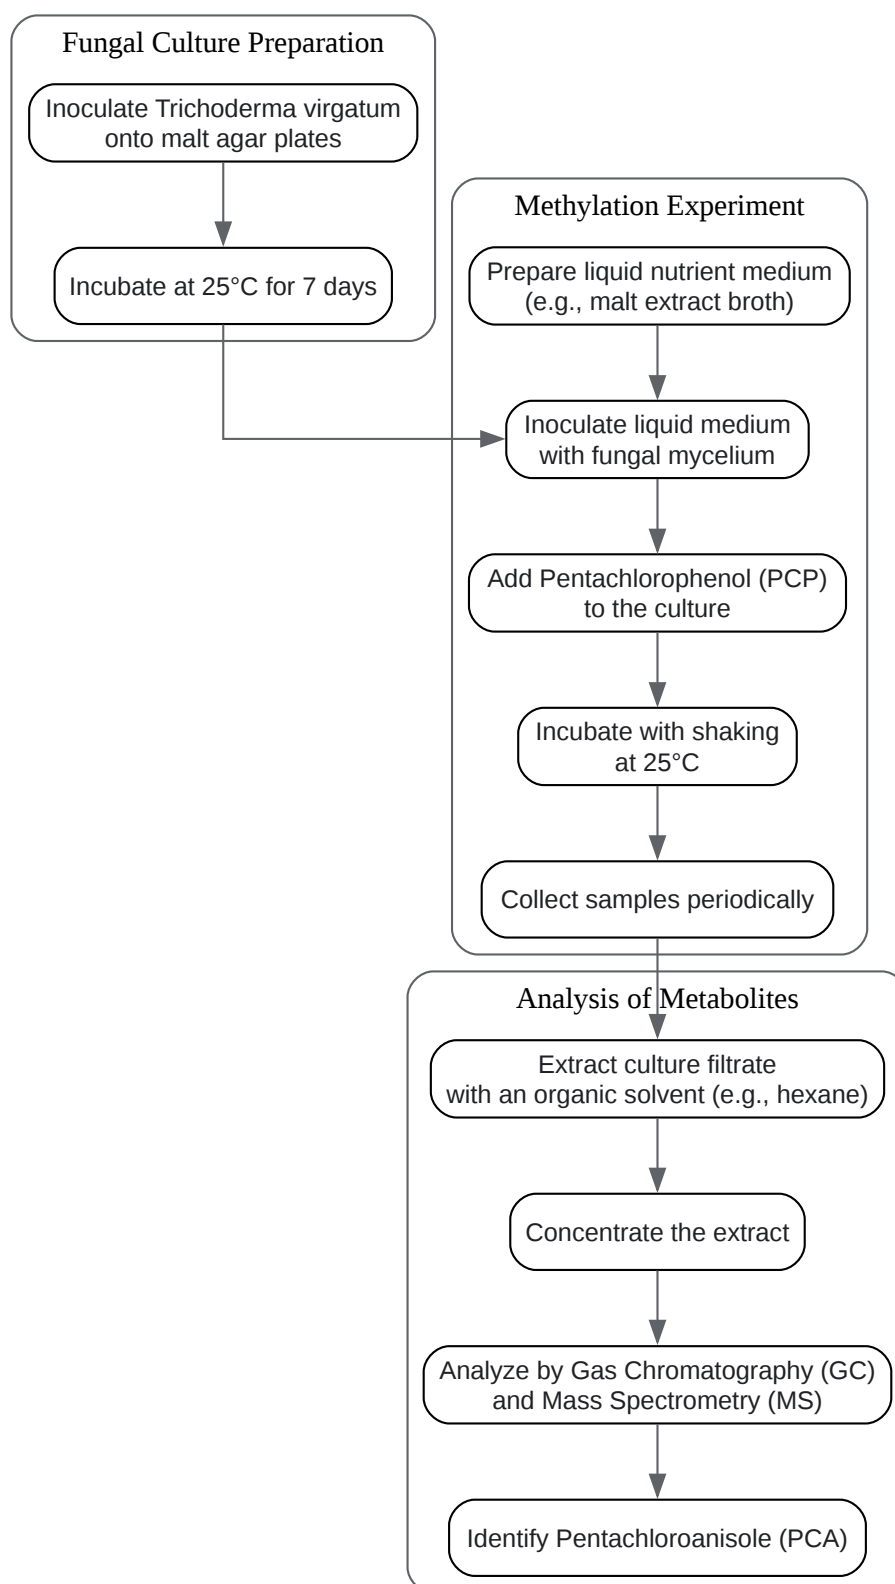 Fungal Culture Preparation
Inoculate Trichoderma virgatum
onto malt agar plates
Incubate at 25°C for 7 days
Methylation Experiment
Prepare liquid nutrient medium
(e.g., malt extract broth)
Inoculate liquid medium
with fungal mycelium
Add Pentachlorophenol (PCP)
to the culture
Incubate with shaking
at 25°C
Collect samples periodically
Analysis of Metabolites
Extract culture filtrate
with an organic solvent (e.g., hexane)
Concentrate the extract
Analyze by Gas Chromatography (GC)
and Mass Spectrometry (MS)
Identify Pentachloroanisole (PCA)